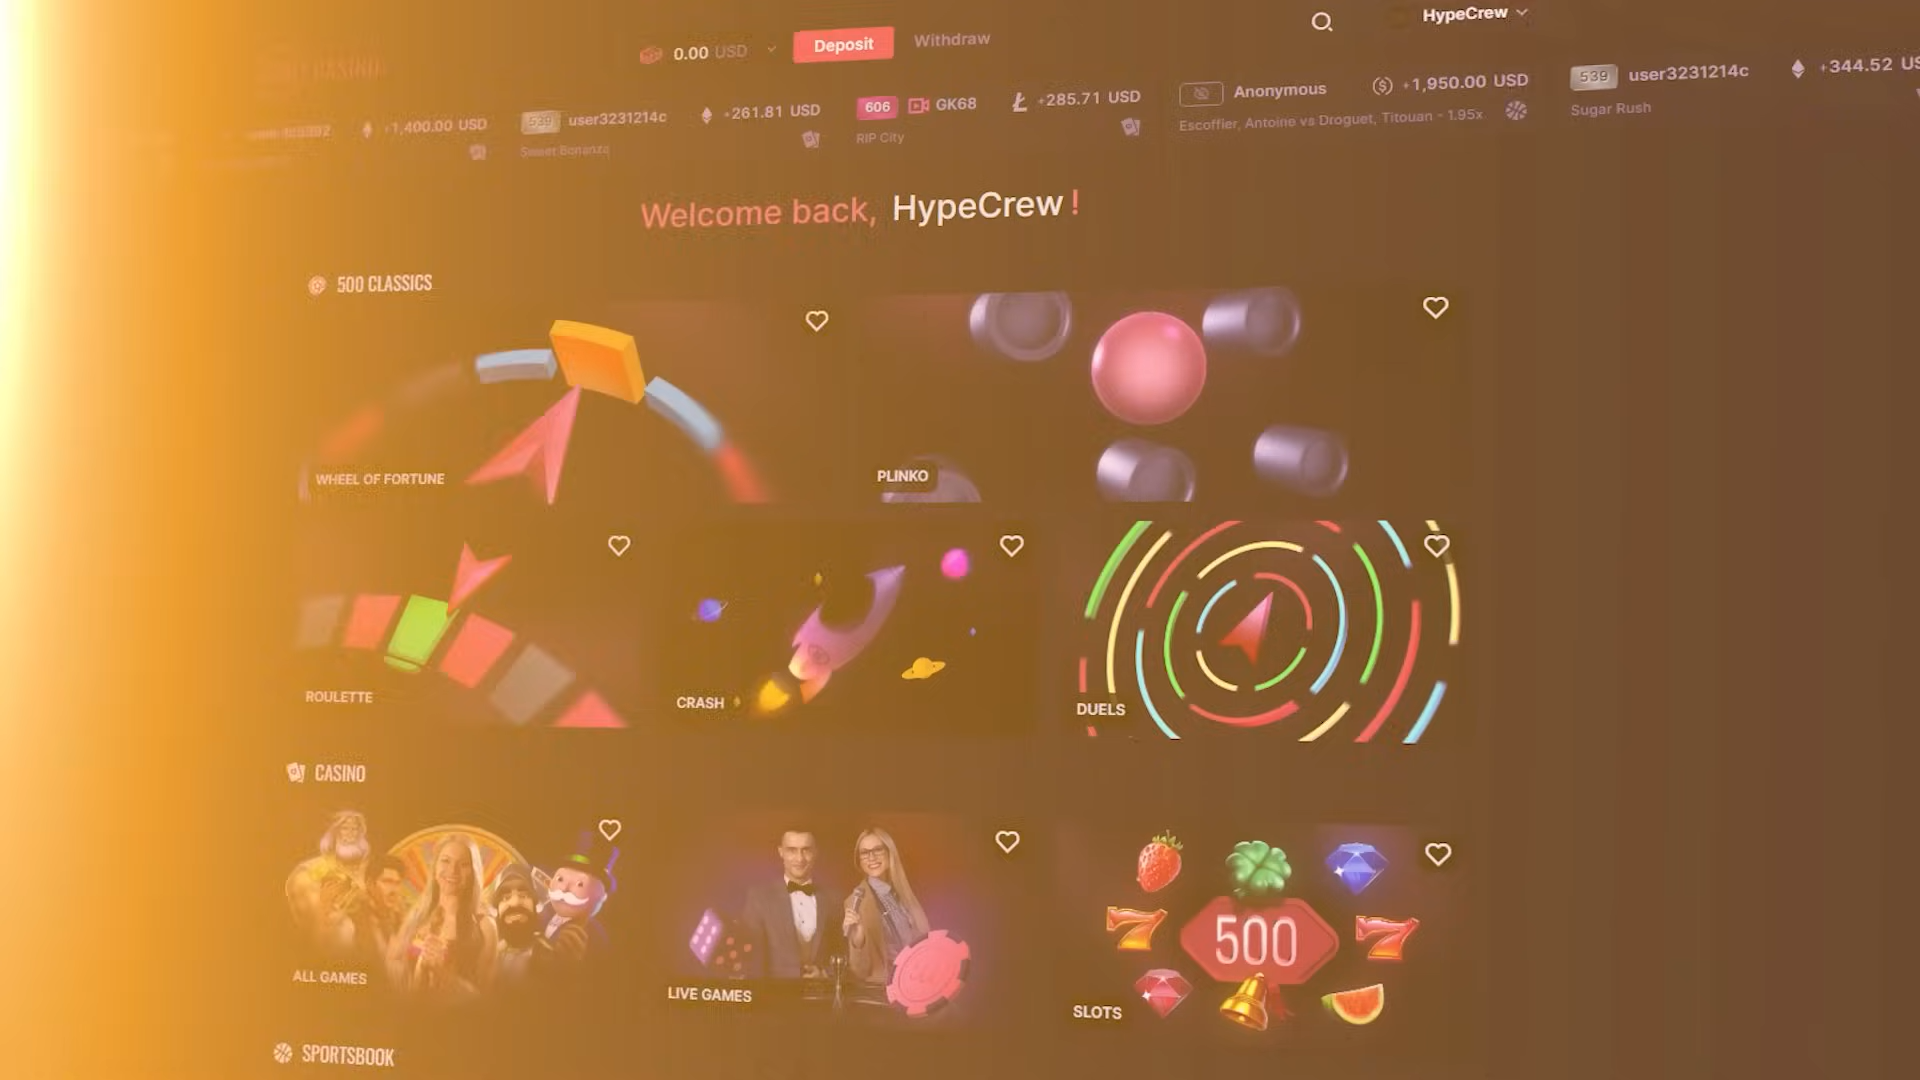 0.00 USD Deposit Withdraw HypeCrew
+1,400.00 USD 539 user3231214c +261.81 USD 606 GK68 +285.71 USD Anonymous +1,950.00 USD 539 user3231214c +344.52
Sweet Bonanza RIP City Escoffier, Antoine vs Droguet, Titouan - 1.95x Sugar Rush
Welcome back, HypeCrew!
500 CLASSICS
WHEEL OF FORTUNE
PLINKO
ROULETTE
CRASH
DUELS
CASINO
ALL GAMES
LIVE GAMES
500
SLOTS
SPORTSBOOK